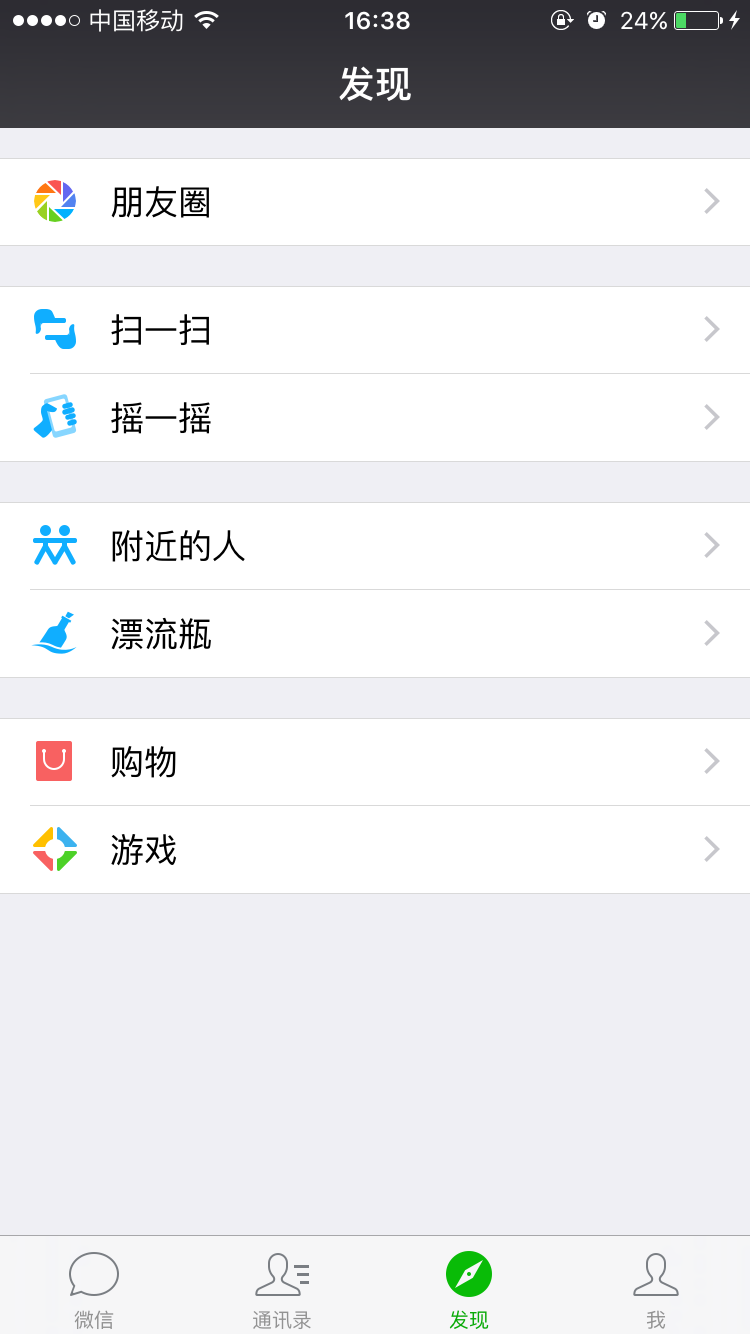 中国移动 16:38 24%
发现
朋友圈
扫一扫
摇一摇
附近的人
漂流瓶
购物
游戏
微信 通讯录 发现 我